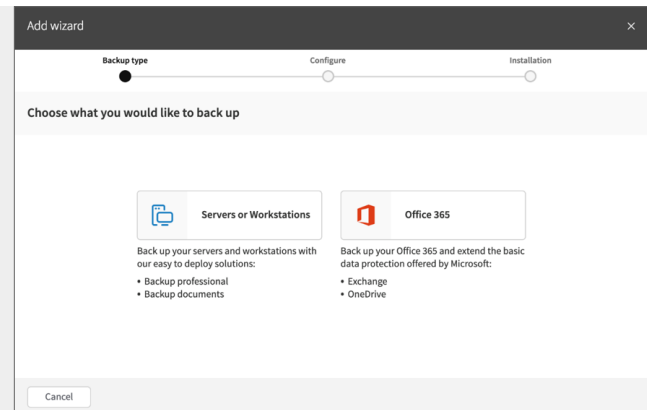 Add wizard
×
Backup type
Configure
Installation
Choose what you would like to back up
Servers or Workstations
Back up your servers and workstations with
our easy to deploy solutions:
• Backup professional
• Backup documents
Office 365
Back up your Office 365 and extend the basic
data protection offered by Microsoft:
• Exchange
• OneDrive
Cancel